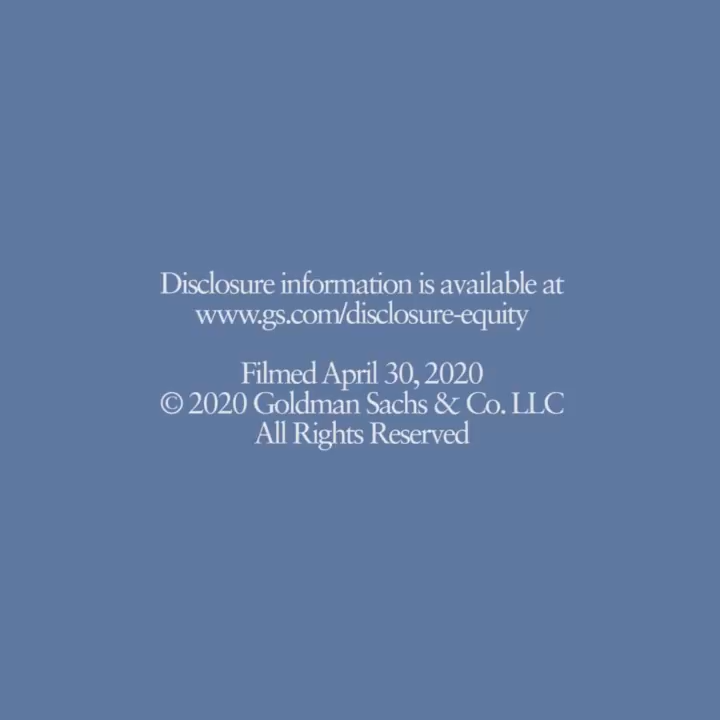 Disclosure information is available at
www.gs.com/disclosure-equity
Filmed April 30, 2020
© 2020 Goldman Sachs & Co. LLC
All Rights Reserved